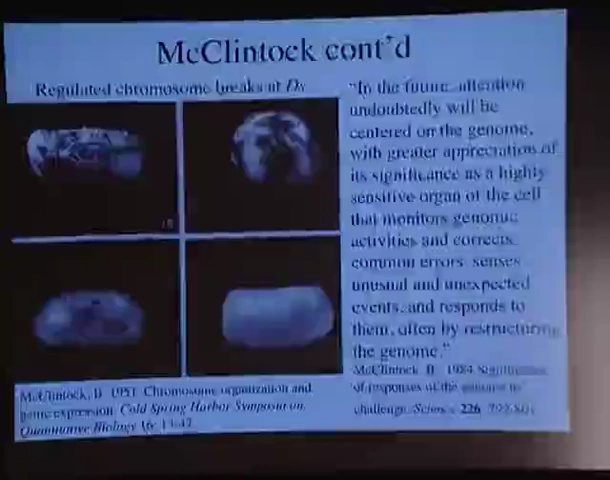 McClintock cont'd
Regulated chromosome breaks at Ds
"In the future, attention
undoubtedly will be
centered on the genome,
with greater appreciation of
its significance as a highly
sensitive organ of the cell
that monitors genomic
activities and corrects
common errors, senses
unusual and unexpected
events, and responds to
them, often by restructuring
the genome."
McClintock, B. 1984 Significance
of responses of the genome to
challenge. Science 226
McClintock, B. 1951. Chromosome organization and
gene expression. Cold Spring Harbor Symposia on
Quantitative Biology 16: 13-47.